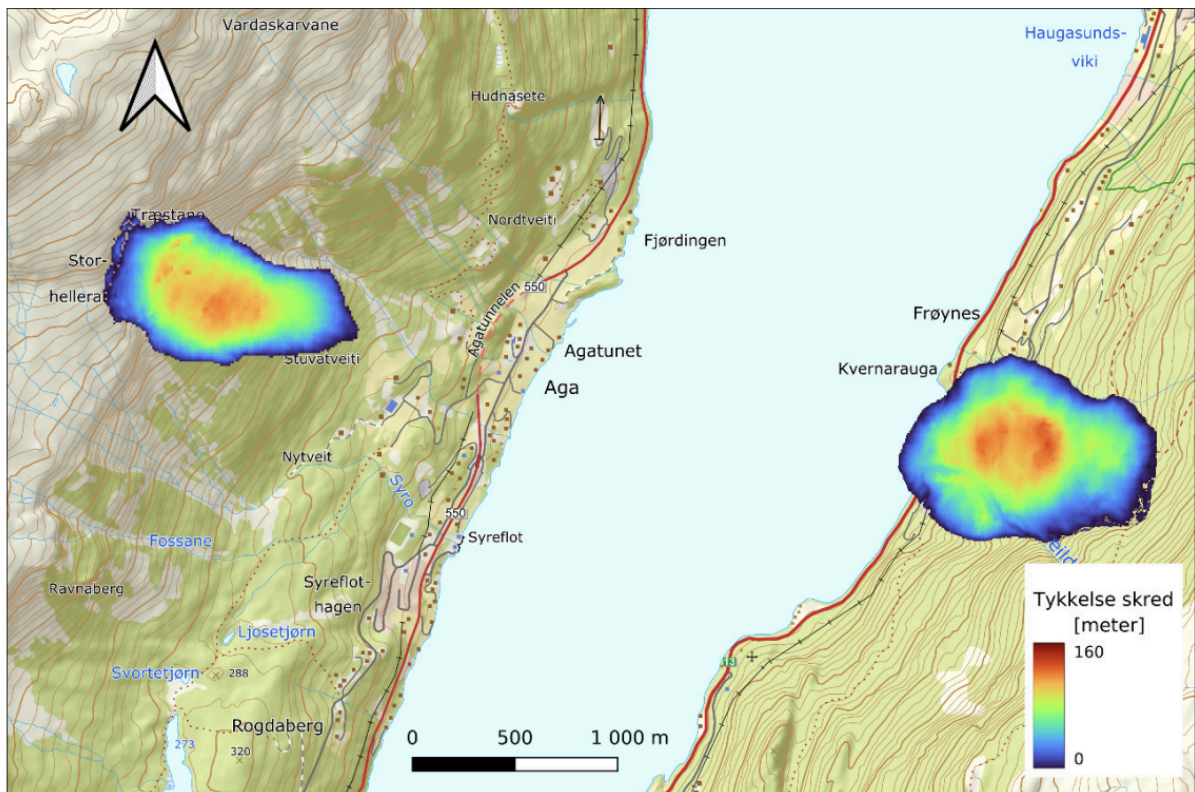 Vardaskarvane
Haugasunds-
viki
Hudnasete
Træstane
Nordtveiti
Fjørdingen
Stor-
hellera
550
Agatunnelen
Frøynes
Agatunet
Stuvatveiti
Kvernarauga
Aga
Nytveit
Syro
550
Fossane
Syreflot
Ravnaberg
Syreflot-
hagen
Ljosetjørn
Svortetjørn
288
Rogdaberg
273
320
0 500 1 000 m
13
Tykkelse skred
[meter]
160
0